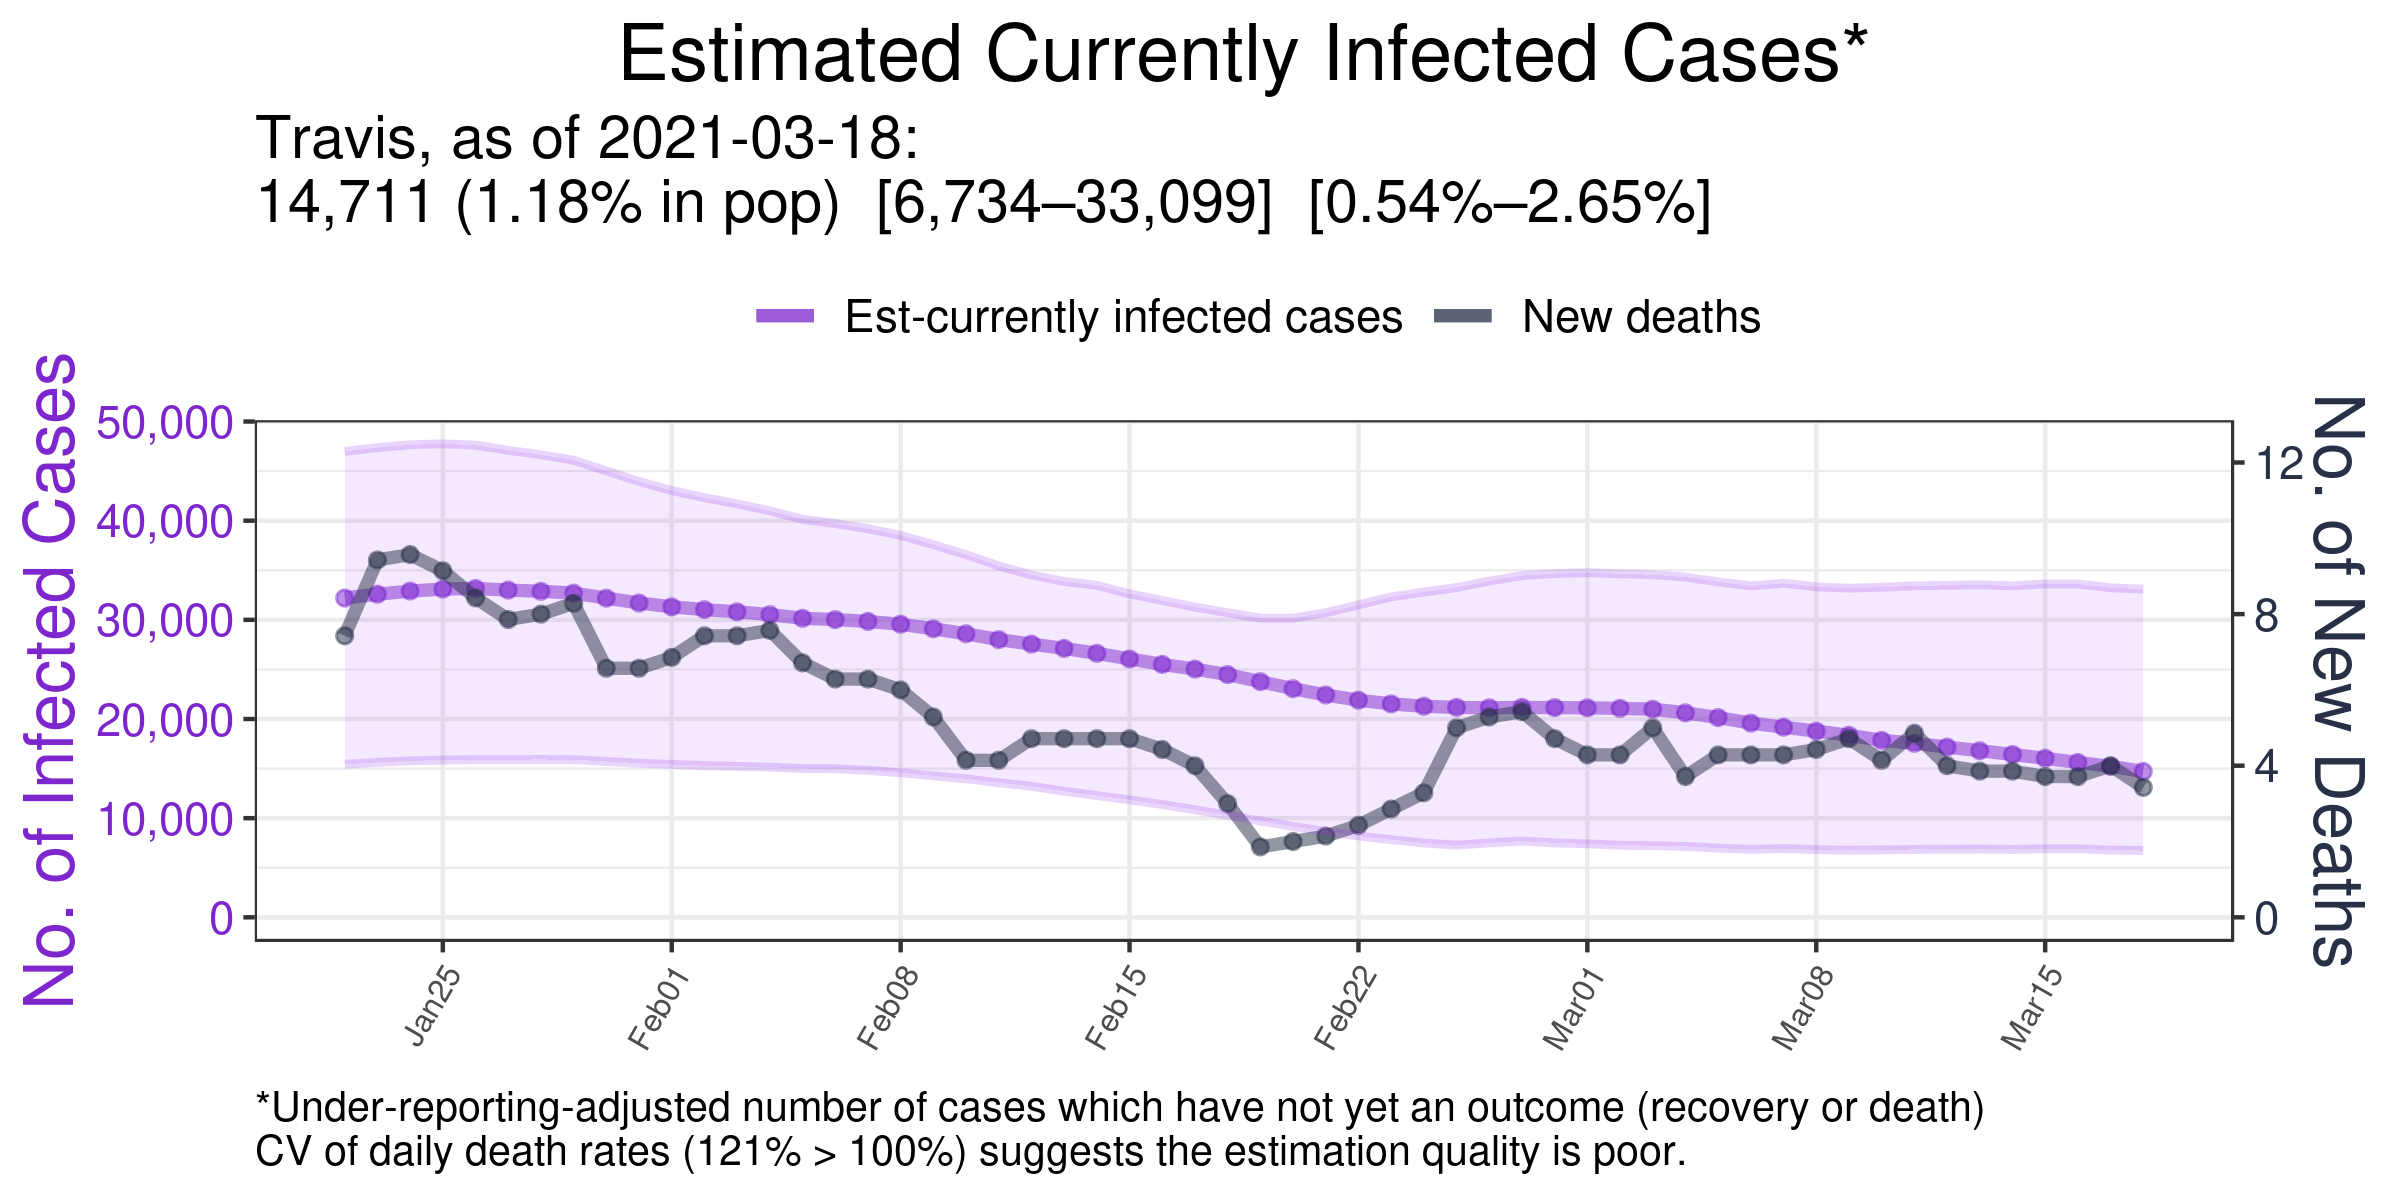 Estimated Currently Infected Cases*
Travis, as of 2021-03-18:
14,711 (1.18% in pop)  [6,734–33,099]  [0.54%–2.65%]
Est-currently infected cases
New deaths
No. of Infected Cases
50,000
40,000
30,000
20,000
10,000
0
12
8
4
0
No. of New Deaths
Jan25
Feb01
Feb08
Feb15
Feb22
Mar01
Mar08
Mar15
*Under-reporting-adjusted number of cases which have not yet an outcome (recovery or death)
CV of daily death rates (121% > 100%) suggests the estimation quality is poor.